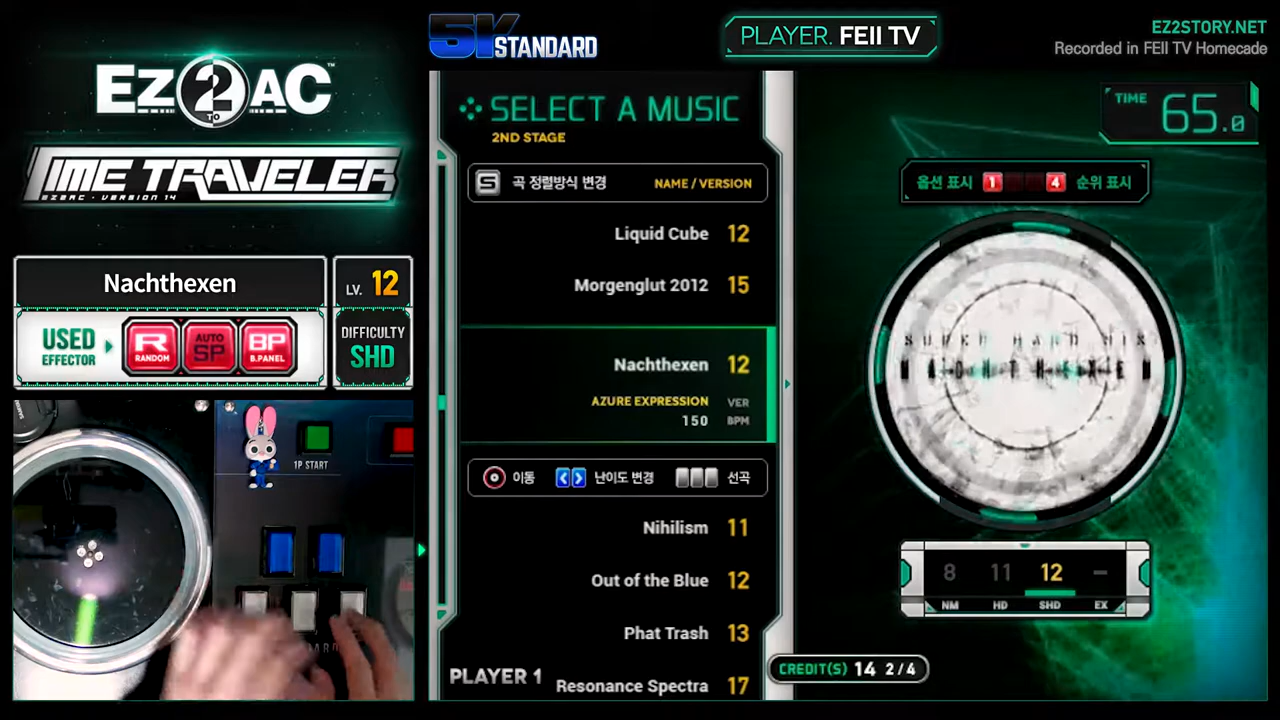 Ez2AC™
TO
TIME TRAVELER
EZ2AC · VERSION 14
Nachthexen
LV. 12
USED
EFFECTOR
R
RANDOM
AUTO
SP
BP
B.PANEL
DIFFICULTY
SHD
1P START
5K STANDARD
PLAYER. FEII TV
EZ2STORY.NET
Recorded in FEII TV Homecade
SELECT A MUSIC
2ND STAGE
S 곡 정렬방식 변경 NAME / VERSION
Liquid Cube 12
Morgenglut 2012 15
Nachthexen 12
AZURE EXPRESSION VER
150 BPM
이동 난이도 변경 선곡
Nihilism 11
Out of the Blue 12
Phat Trash 13
Resonance Spectra 17
PLAYER 1
CREDIT(S) 14 2/4
TIME 65.0
옵션 표시 1 4 순위 표시
SUPER HARD MIX
8 11 12 –
NM HD SHD EX